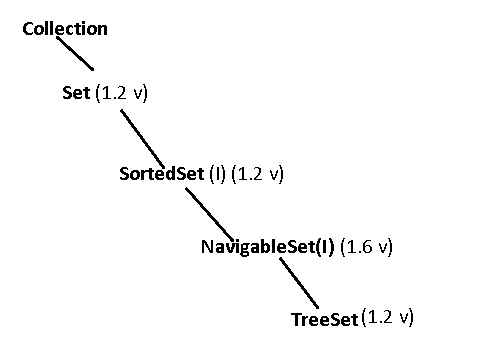 Collection
Set (1.2 v)
SortedSet (I) (1.2 v)
NavigableSet(I) (1.6 v)
TreeSet (1.2 v)